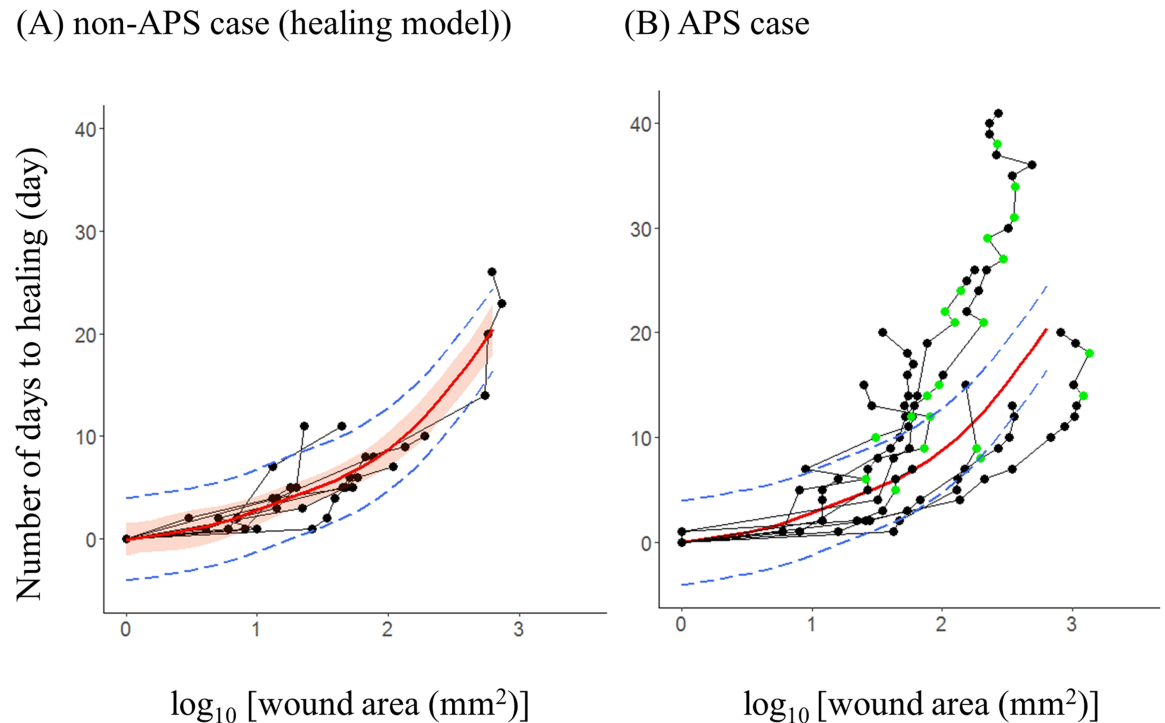 (A) non-APS case (healing model))
(B) APS case
Number of days to healing (day)
40
30
20
10
0
0 1 2 3
40
30
20
10
0
0 1 2 3
log₁₀ [wound area (mm²)]
log₁₀ [wound area (mm²)]